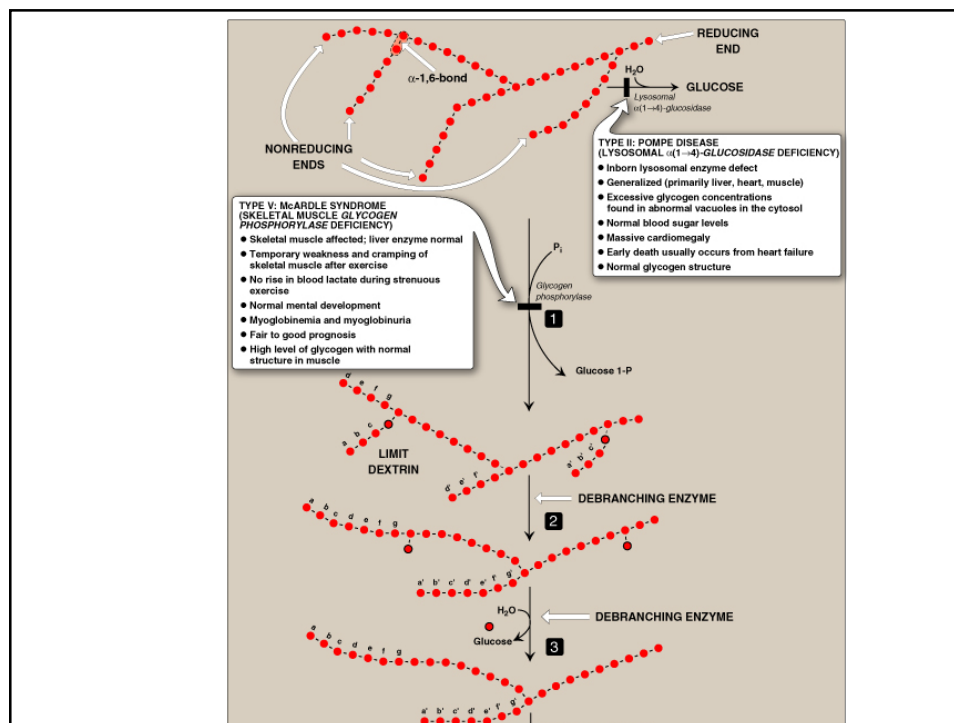 REDUCING
END
α-1,6-bond
H₂O
GLUCOSE
Lysosomal
α(1→4)-glucosidase
NONREDUCING
ENDS
TYPE II: POMPE DISEASE
(LYSOSOMAL α(1→4)-GLUCOSIDASE DEFICIENCY)
● Inborn lysosomal enzyme defect
● Generalized (primarily liver, heart, muscle)
● Excessive glycogen concentrations
found in abnormal vacuoles in the cytosol
● Normal blood sugar levels
● Massive cardiomegaly
● Early death usually occurs from heart failure
● Normal glycogen structure
TYPE V: McARDLE SYNDROME
(SKELETAL MUSCLE GLYCOGEN
PHOSPHORYLASE DEFICIENCY)
● Skeletal muscle affected; liver enzyme normal
● Temporary weakness and cramping of
skeletal muscle after exercise
● No rise in blood lactate during strenuous
exercise
● Normal mental development
● Myoglobinemia and myoglobinuria
● Fair to good prognosis
● High level of glycogen with normal
structure in muscle
Pi
Glycogen
phosphorylase
1
Glucose 1-P
d e f g
a b c
LIMIT
DEXTRIN
a' b' c'
d' e' f'
DEBRANCHING ENZYME
2
a b c d e f g
a' b' c' d' e' f' g'
H₂O
DEBRANCHING ENZYME
Glucose
3
a b c d e f g
a' b' c' d' e' f' g'